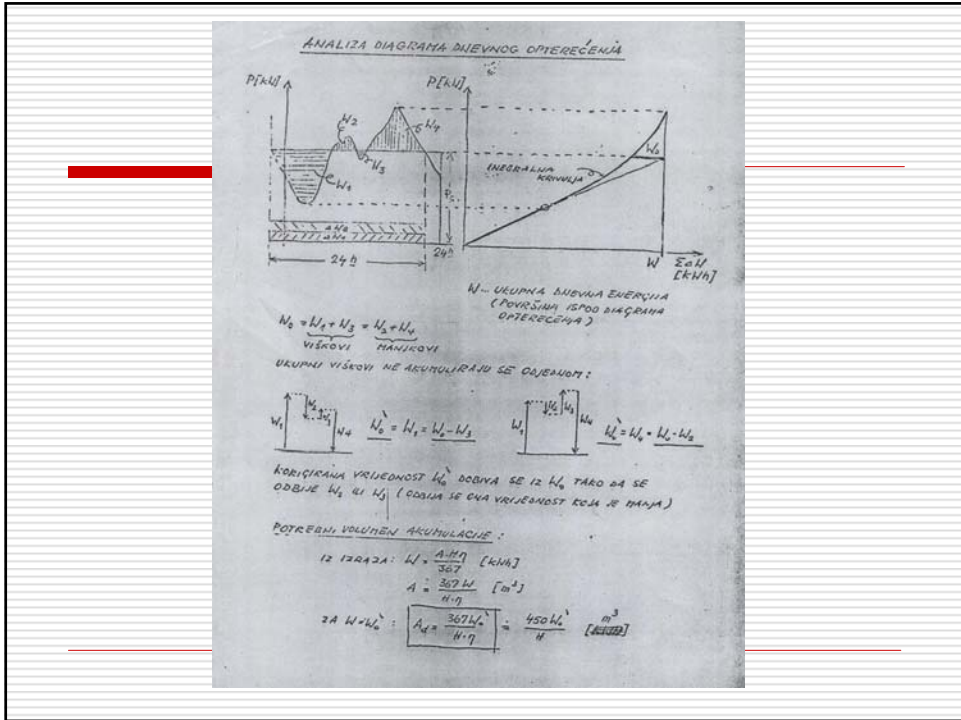 ANALIZA DIAGRAMA DNEVNOG OPTEREĆENJA
P[kW]
P[kW]
W2
W4
W3
W1
W0
INEGRALNA
KRIVULJA
24h
24h
W ΣΔW
[kWh]
W... UKUPNA DNEVNA ENERGIJA
(POVRŠINA ISPOD DIAGRAMA
OPTEREĆENJA)
W0 = W1 + W3 = W2 + W4
VIŠKOVI MANJKOVI
UKUPNI VIŠKOVI NE AKUMULIRAJU SE ODJEDNOM:
W1 W2 W3 W4 W0` = W1 = W0 - W3
W1 W2 W3 W4 W0` = W4 = W0 - W2
KORIGIRANA VRIJEDNOST W0` DOBIVA SE IZ W0 TAKO DA SE
ODBIJE W2 ILI W3 (ODBIJA SE ONA VRIJEDNOST KOJA JE MANJA)
POTREBNI VOLUMEN AKUMULACIJE:
IZ IZRAZA: W = A·H·η / 367 [kWh]
A = 367 W / H·η [m³]
ZA W=W0`: Ad = 367 W0` / H·η = 450 W0` / H [m³]